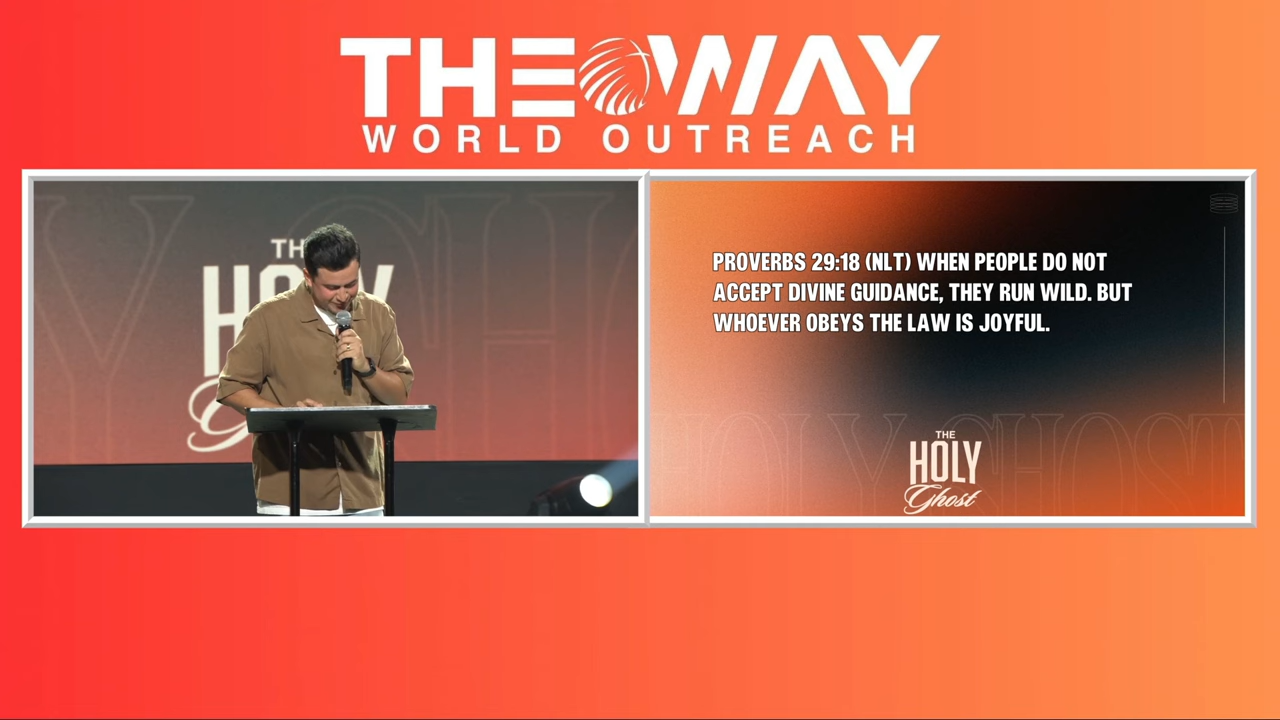 THE WAY
WORLD OUTREACH
THE
HOLY
PROVERBS 29:18 (NLT) WHEN PEOPLE DO NOT
ACCEPT DIVINE GUIDANCE, THEY RUN WILD. BUT
WHOEVER OBEYS THE LAW IS JOYFUL.
HOLY GHOST
THE
HOLY
Ghost